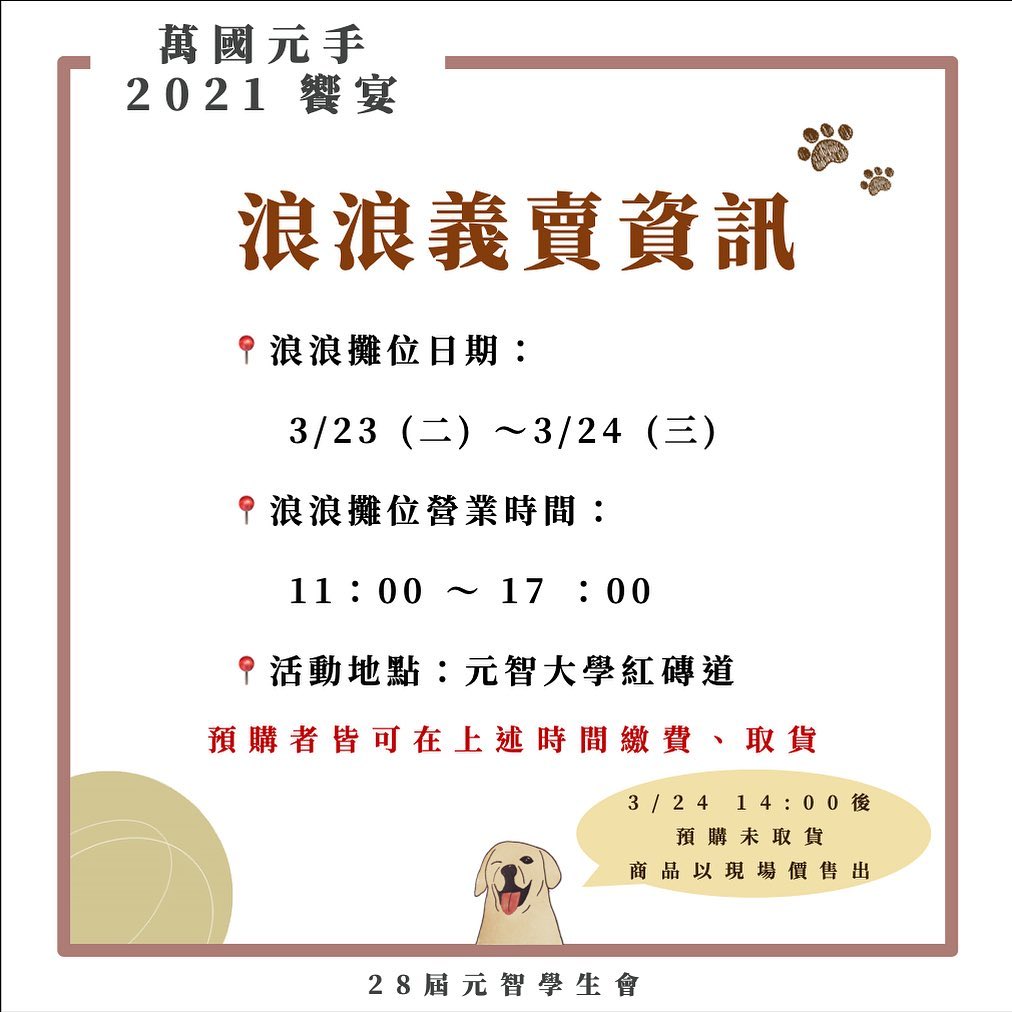 萬國元手
2021 饗宴
浪浪義賣資訊
📍浪浪攤位日期：
3/23 (二) ～3/24 (三)
📍浪浪攤位營業時間：
11：00 ～ 17 ：00
📍活動地點：元智大學紅磚道
預購者皆可在上述時間繳費、取貨
3/24 14:00後
預購未取貨
商品以現場價售出
28屆元智學生會